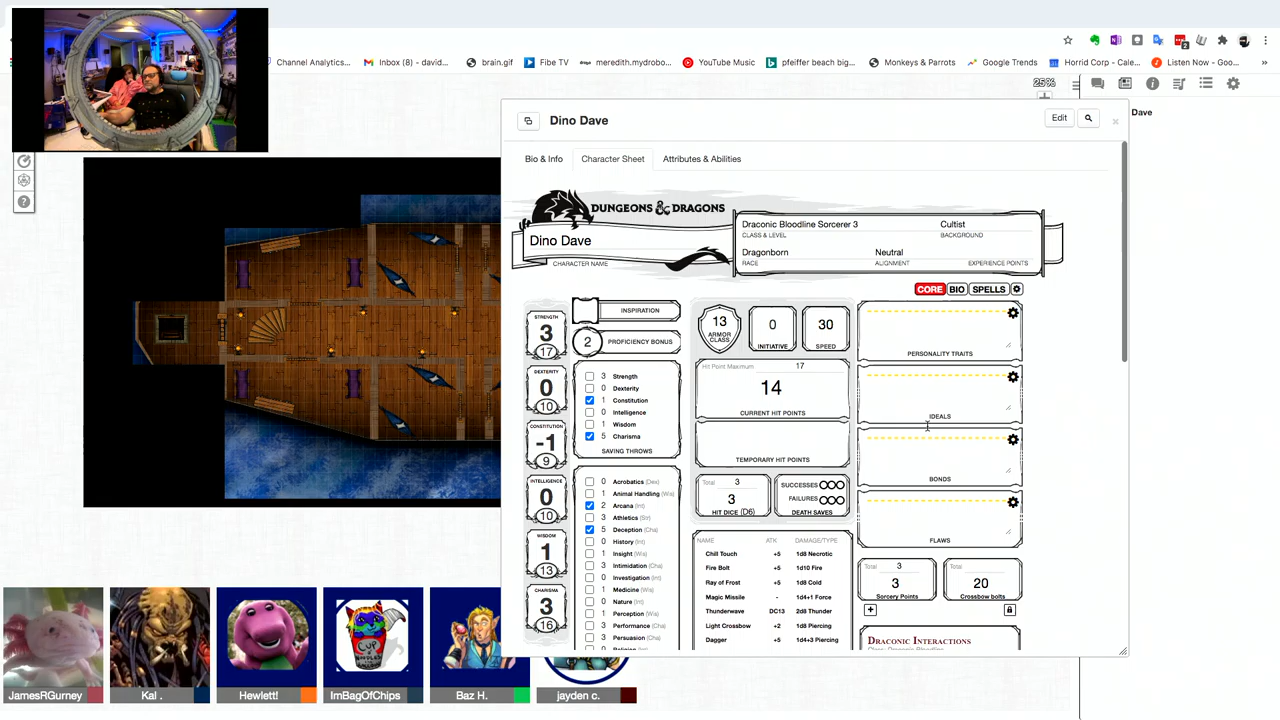 Channel Analytics...
Inbox (8) - david...
brain.gif
Fibe TV
meredith.mydrobo...
YouTube Music
pfeiffer beach big...
Monkeys & Parrots
Google Trends
Horrid Corp - Cale...
Listen Now - Goo...
25%
Dino Dave
Edit
Dave
Bio & Info
Character Sheet
Attributes & Abilities
DUNGEONS & DRAGONS
Dino Dave
CHARACTER NAME
Draconic Bloodline Sorcerer 3
Cultist
CLASS & LEVEL
BACKGROUND
Dragonborn
Neutral
RACE
ALIGNMENT
EXPERIENCE POINTS
CORE
BIO
SPELLS
STRENGTH
3
17
DEXTERITY
0
10
CONSTITUTION
-1
9
INTELLIGENCE
0
10
WISDOM
1
13
CHARISMA
3
16
INSPIRATION
2 PROFICIENCY BONUS
3 Strength
0 Dexterity
1 Constitution
0 Intelligence
1 Wisdom
5 Charisma
SAVING THROWS
0 Acrobatics (Dex)
1 Animal Handling (Wis)
2 Arcana (Int)
3 Athletics (Str)
5 Deception (Cha)
0 History (Int)
1 Insight (Wis)
3 Intimidation (Cha)
0 Investigation (Int)
1 Medicine (Wis)
0 Nature (Int)
1 Perception (Wis)
3 Performance (Cha)
3 Persuasion (Cha)
13
ARMOR CLASS
0
INITIATIVE
30
SPEED
Hit Point Maximum 17
14
CURRENT HIT POINTS
TEMPORARY HIT POINTS
Total 3
3
HIT DICE (D6)
SUCCESSES
FAILURES
DEATH SAVES
NAME ATK DAMAGE/TYPE
Chill Touch +5 1d8 Necrotic
Fire Bolt +5 1d10 Fire
Ray of Frost +5 1d8 Cold
Magic Missile - 1d4+1 Force
Thunderwave DC13 2d8 Thunder
Light Crossbow +2 1d8 Piercing
Dagger +5 1d4+3 Piercing
PERSONALITY TRAITS
IDEALS
BONDS
FLAWS
Total 3
3
Sorcery Points
Total
20
Crossbow bolts
DRACONIC INTERACTIONS
JamesRGurney
Kal .
Hewlett!
CUP
ImBagOfChips
Baz H.
jayden c.